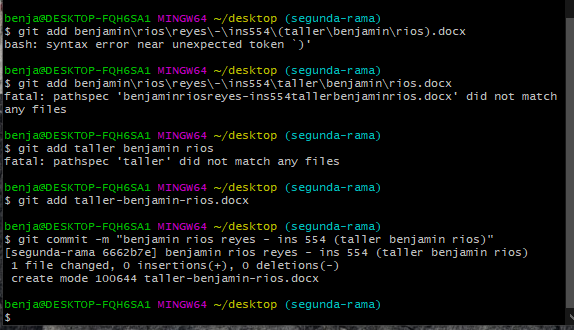 benja@DESKTOP-FQH6SA1 MINGW64 ~/desktop (segunda-rama)
$ git add benjamin\rios\reyes\-\ins554\(taller\benjamin\rios).docx
bash: syntax error near unexpected token `)'
benja@DESKTOP-FQH6SA1 MINGW64 ~/desktop (segunda-rama)
$ git add benjamin\rios\reyes\-\ins554\taller\benjamin\rios.docx
fatal: pathspec 'benjaminriosreyes-ins554tallerbenjaminrios.docx' did not match
any files
benja@DESKTOP-FQH6SA1 MINGW64 ~/desktop (segunda-rama)
$ git add taller benjamin rios
fatal: pathspec 'taller' did not match any files
benja@DESKTOP-FQH6SA1 MINGW64 ~/desktop (segunda-rama)
$ git add taller-benjamin-rios.docx
benja@DESKTOP-FQH6SA1 MINGW64 ~/desktop (segunda-rama)
$ git commit -m "benjamin rios reyes - ins 554 (taller benjamin rios)"
[segunda-rama 6662b7e] benjamin rios reyes - ins 554 (taller benjamin rios)
1 file changed, 0 insertions(+), 0 deletions(-)
create mode 100644 taller-benjamin-rios.docx
benja@DESKTOP-FQH6SA1 MINGW64 ~/desktop (segunda-rama)
$